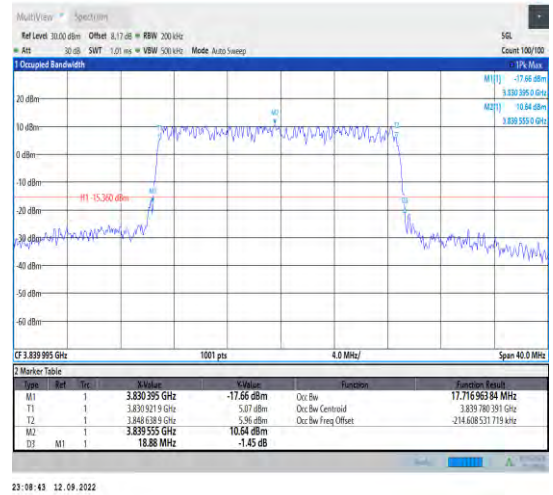 MultiView Spectrum
Ref Level 30.00 dBm Offset 8.17 dB RBW 200 kHz SGL
Att 30 dB SWT 1.01 ms VBW 500 kHz Mode Auto Sweep Count 100/100
1 Occupied Bandwidth 1Pk Max
M1[1] -17.66 dBm
3.830 395 0 GHz
M2[1] 10.64 dBm
3.839 555 0 GHz
20 dBm
M2
T2
10 dBm
0 dBm
-10 dBm
M1
H1 -15.360 dBm
-20 dBm
-30 dBm
-40 dBm
-50 dBm
-60 dBm
CF 3.839 995 GHz 1001 pts 4.0 MHz/ Span 40.0 MHz
2 Marker Table
Type Ref Trc X-Value Y-Value Function Function Result
M1 1 3.830 395 GHz -17.66 dBm Occ Bw 17.716 963 84 MHz
T1 1 3.830 921 9 GHz 5.07 dBm Occ Bw Centroid 3.839 780 391 GHz
T2 1 3.848 638 9 GHz 5.96 dBm Occ Bw Freq Offset -214.608 531 719 kHz
M2 1 3.839 555 GHz 10.64 dBm
D3 M1 1 18.88 MHz -1.45 dB
23:08:43 12.09.2022